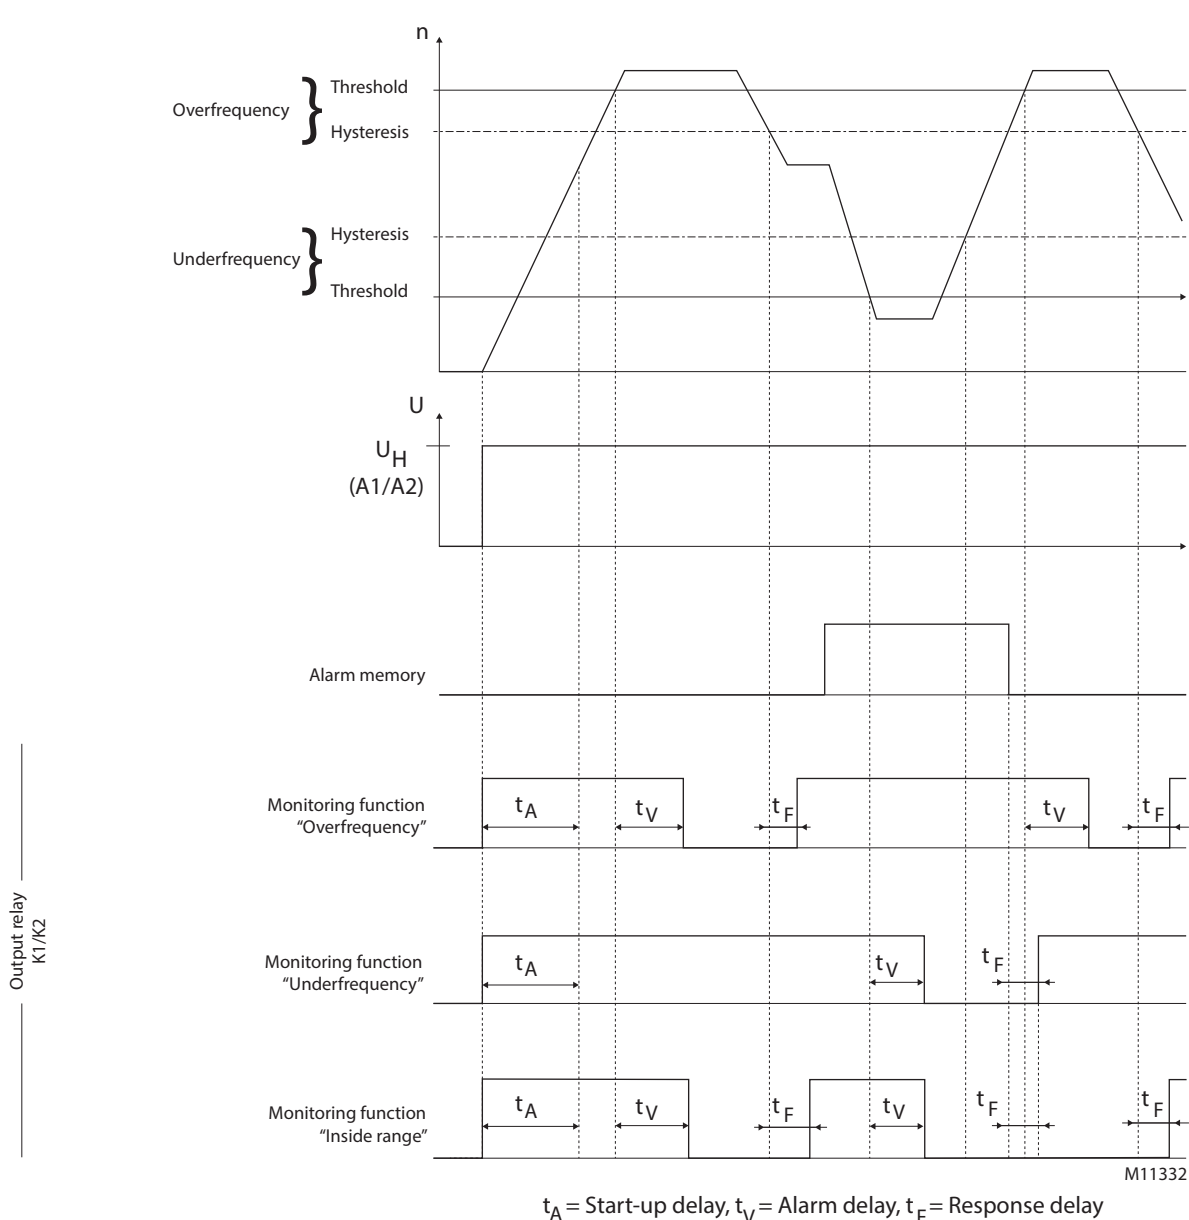 n
Threshold
Overfrequency
Hysteresis
Hysteresis
Underfrequency
Threshold
U
U_H
(A1/A2)
Alarm memory
Monitoring function
“Overfrequency”
t_A
t_V
t_F
t_V
t_F
Output relay
K1/K2
Monitoring function
“Underfrequency”
t_A
t_V
t_F
Monitoring function
“Inside range”
t_A
t_V
t_F
t_V
t_F
t_F
M11332
t_A = Start-up delay, t_V = Alarm delay, t_F = Response delay